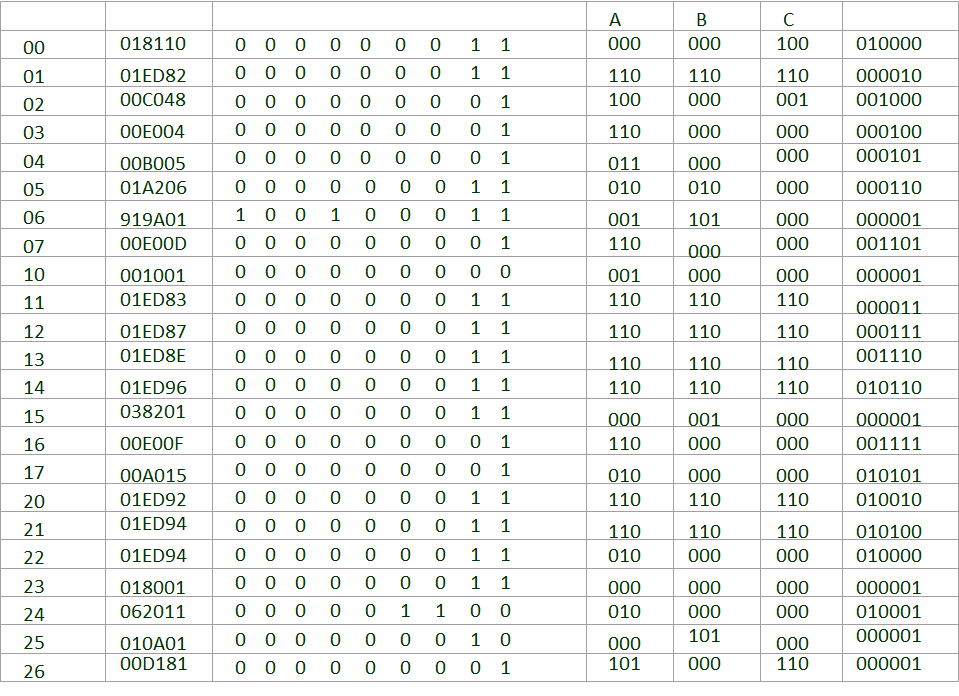 A B C
00 018110 0 0 0 0 0 0 0 1 1 000 000 100 010000
01 01ED82 0 0 0 0 0 0 0 1 1 110 110 110 000010
02 00C048 0 0 0 0 0 0 0 0 1 100 000 001 001000
03 00E004 0 0 0 0 0 0 0 0 1 110 000 000 000100
04 00B005 0 0 0 0 0 0 0 0 1 011 000 000 000101
05 01A206 0 0 0 0 0 0 0 1 1 010 010 000 000110
06 919A01 1 0 0 1 0 0 0 1 1 001 101 000 000001
07 00E00D 0 0 0 0 0 0 0 0 1 110 000 000 001101
10 001001 0 0 0 0 0 0 0 0 0 001 000 000 000001
11 01ED83 0 0 0 0 0 0 0 1 1 110 110 110 000011
12 01ED87 0 0 0 0 0 0 0 1 1 110 110 110 000111
13 01ED8E 0 0 0 0 0 0 0 1 1 110 110 110 001110
14 01ED96 0 0 0 0 0 0 0 1 1 110 110 110 010110
15 038201 0 0 0 0 0 0 0 1 1 000 001 000 000001
16 00E00F 0 0 0 0 0 0 0 0 1 110 000 000 001111
17 00A015 0 0 0 0 0 0 0 0 1 010 000 000 010101
20 01ED92 0 0 0 0 0 0 0 1 1 110 110 110 010010
21 01ED94 0 0 0 0 0 0 0 1 1 110 110 110 010100
22 01ED94 0 0 0 0 0 0 0 1 1 010 000 000 010000
23 018001 0 0 0 0 0 0 0 1 1 000 000 000 000001
24 062011 0 0 0 0 0 1 1 0 0 010 000 000 010001
25 010A01 0 0 0 0 0 0 0 1 0 000 101 000 000001
26 00D181 0 0 0 0 0 0 0 0 1 101 000 110 000001